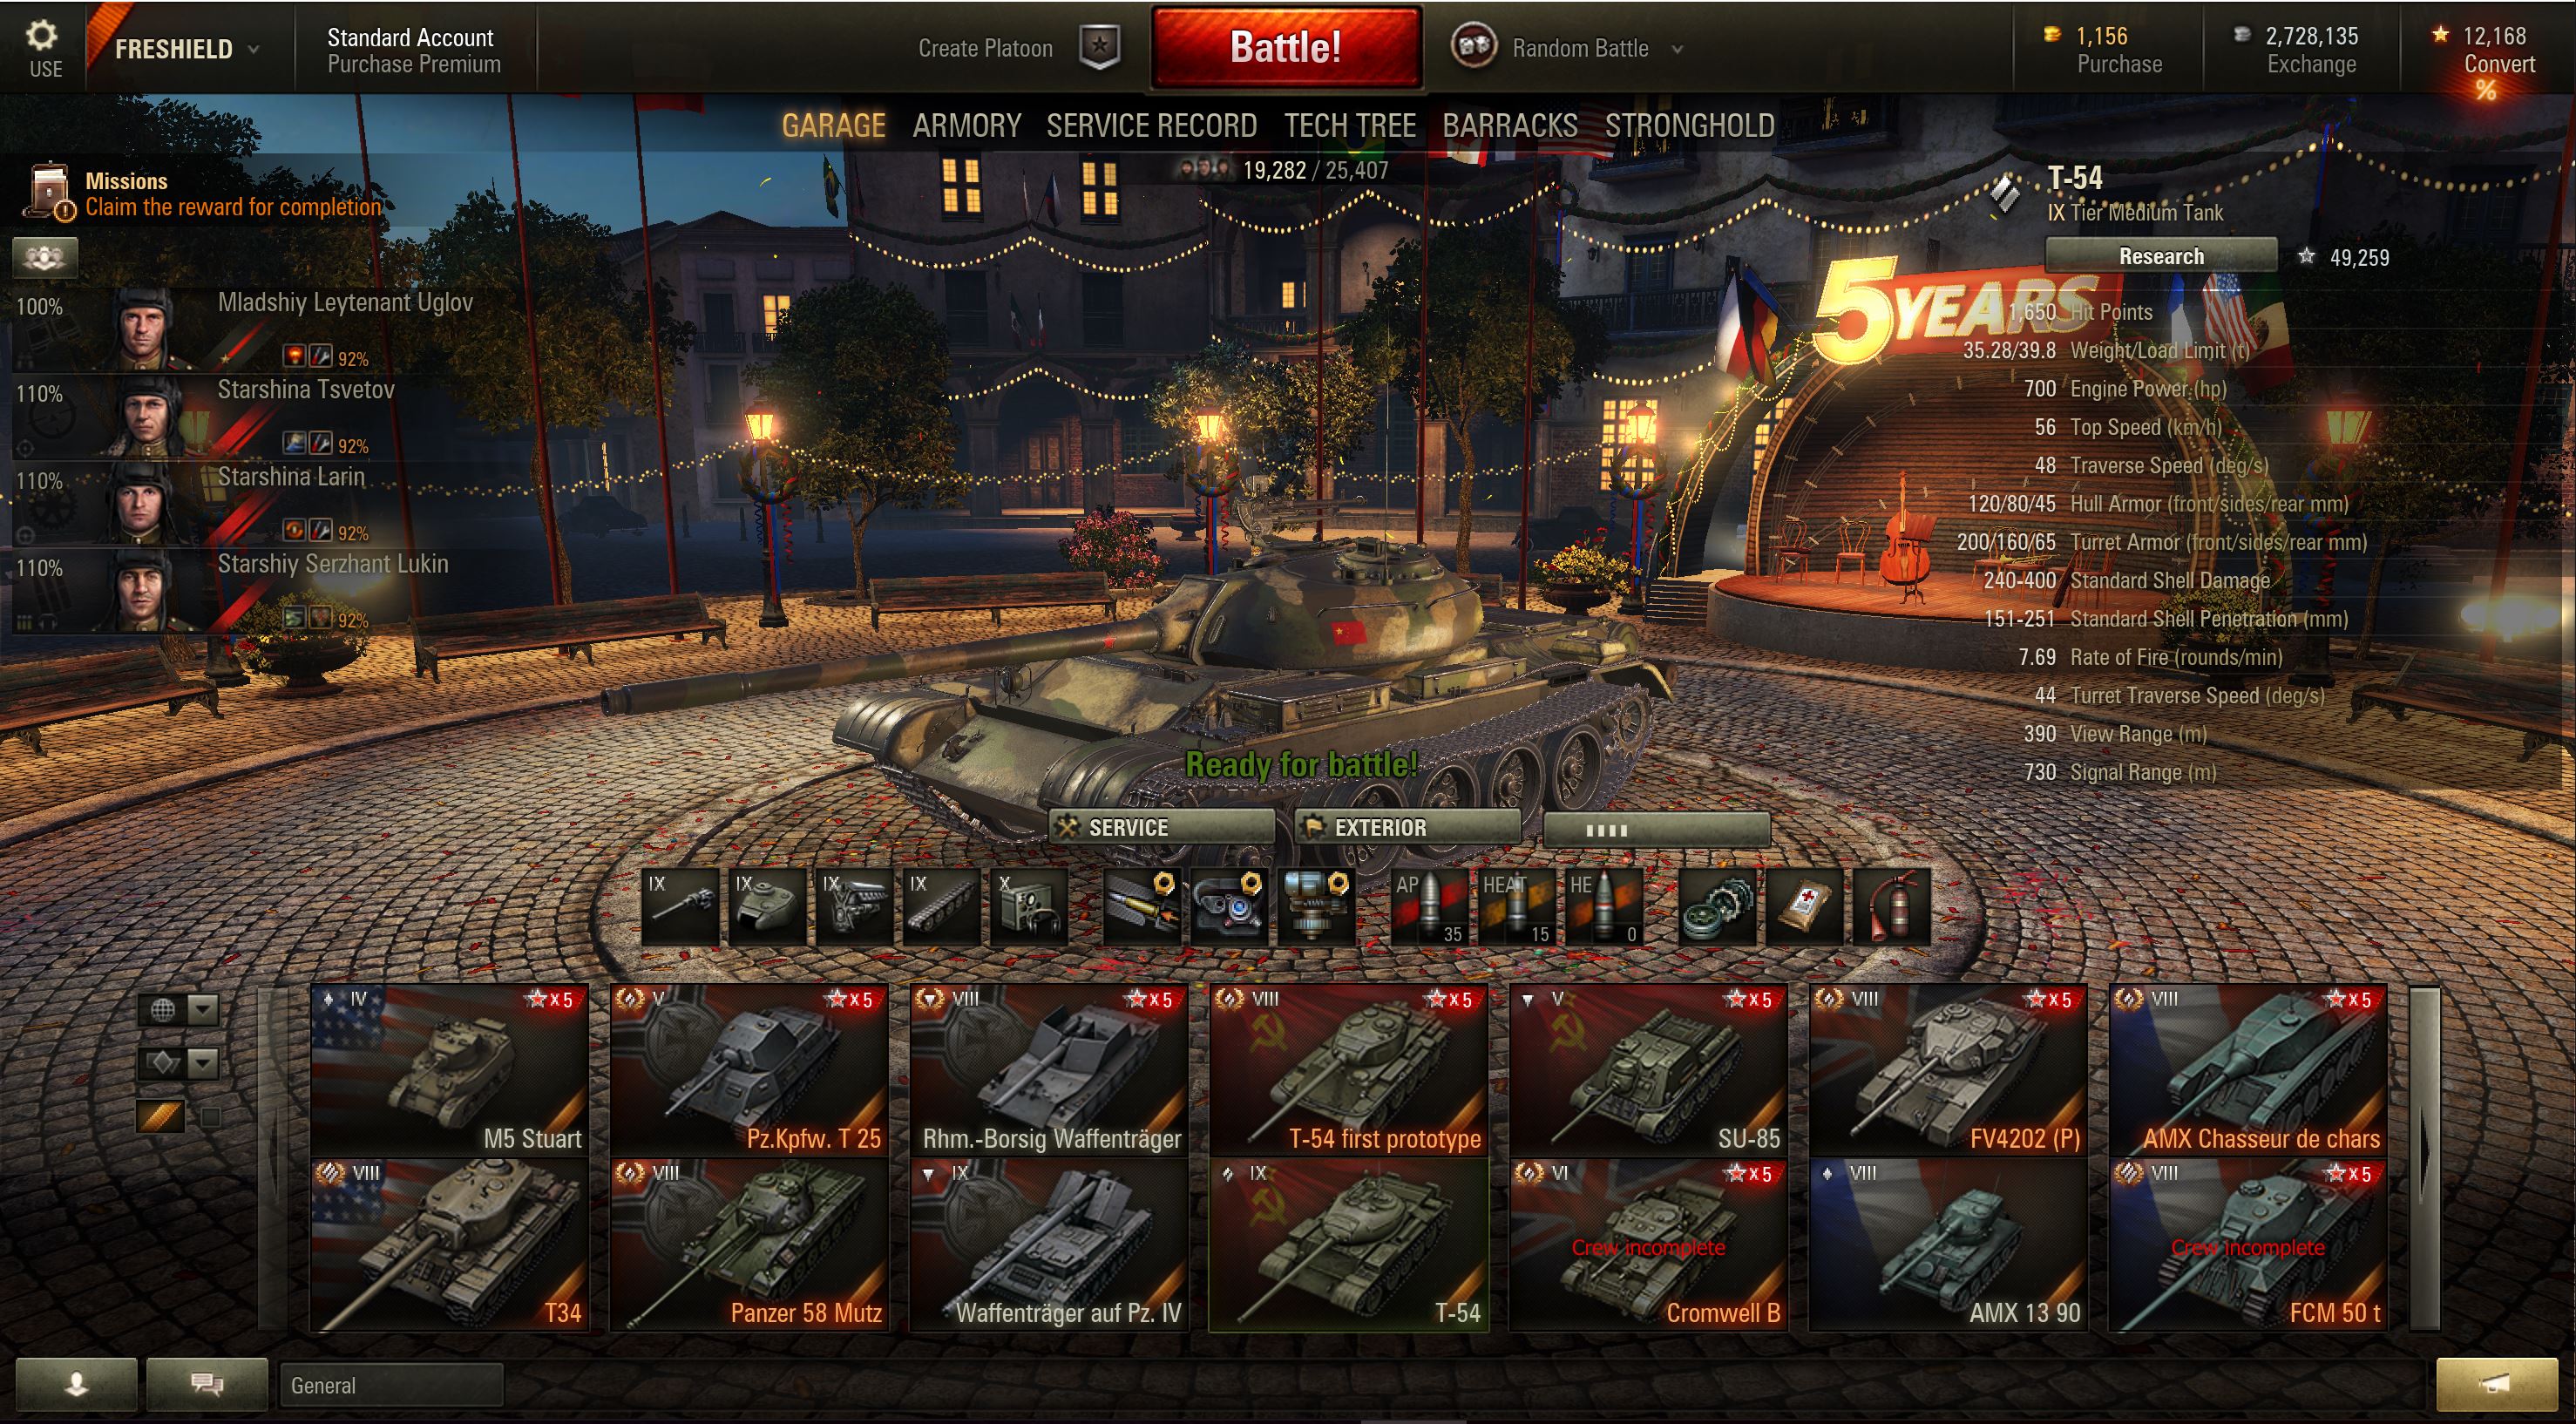 USE
FRESHIELD
Standard Account
Purchase Premium
Create Platoon
Battle!
Random Battle
1,156
Purchase
2,728,135
Exchange
12,168
Convert
%
GARAGE ARMORY SERVICE RECORD TECH TREE BARRACKS STRONGHOLD
19,282 / 25,407
Missions
Claim the reward for completion
100% Mladshiy Leytenant Uglov
92%
110% Starshina Tsvetov
92%
110% Starshina Larin
92%
110% Starshiy Serzhant Lukin
92%
T-54
IX Tier Medium Tank
Research 49,259
5 YEARS
1,650 Hit Points
35.28/39.8 Weight/Load Limit (t)
700 Engine Power (hp)
56 Top Speed (km/h)
48 Traverse Speed (deg/s)
120/80/45 Hull Armor (front/sides/rear mm)
200/160/65 Turret Armor (front/sides/rear mm)
240-400 Standard Shell Damage
151-251 Standard Shell Penetration (mm)
7.69 Rate of Fire (rounds/min)
44 Turret Traverse Speed (deg/s)
390 View Range (m)
730 Signal Range (m)
Ready for battle!
SERVICE EXTERIOR
IX IX IX IX X AP HEAT HE
35 15 0
IV x5 V x5 VIII x5 VIII x5 V x5 VIII x5 VIII x5
M5 Stuart Pz.Kpfw. T 25 Rhm.-Borsig Waffenträger T-54 first prototype SU-85 FV4202 (P) AMX Chasseur de chars
VIII VIII IX IX VI x5 VIII VIII x5
Crew incomplete Crew incomplete
T34 Panzer 58 Mutz Waffenträger auf Pz. IV T-54 Cromwell B AMX 13 90 FCM 50 t
General